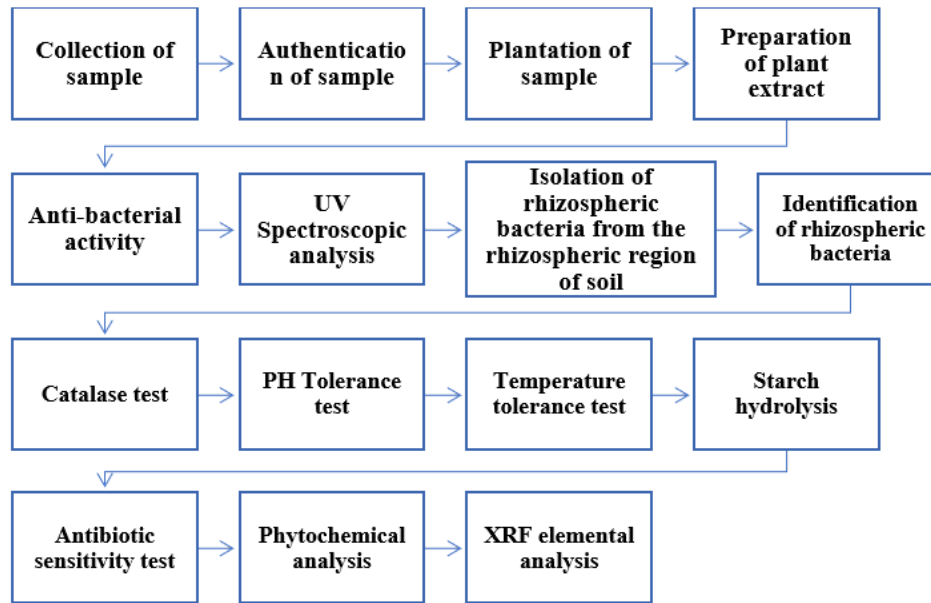 Collection of
sample
Authenticatio
n of sample
Plantation of
sample
Preparation
of plant
extract
Anti-bacterial
activity
UV
Spectroscopic
analysis
Isolation of
rhizospheric
bacteria from the
rhizospheric region
of soil
Identification
of rhizospheric
bacteria
Catalase test
PH Tolerance
test
Temperature
tolerance test
Starch
hydrolysis
Antibiotic
sensitivity test
Phytochemical
analysis
XRF elemental
analysis